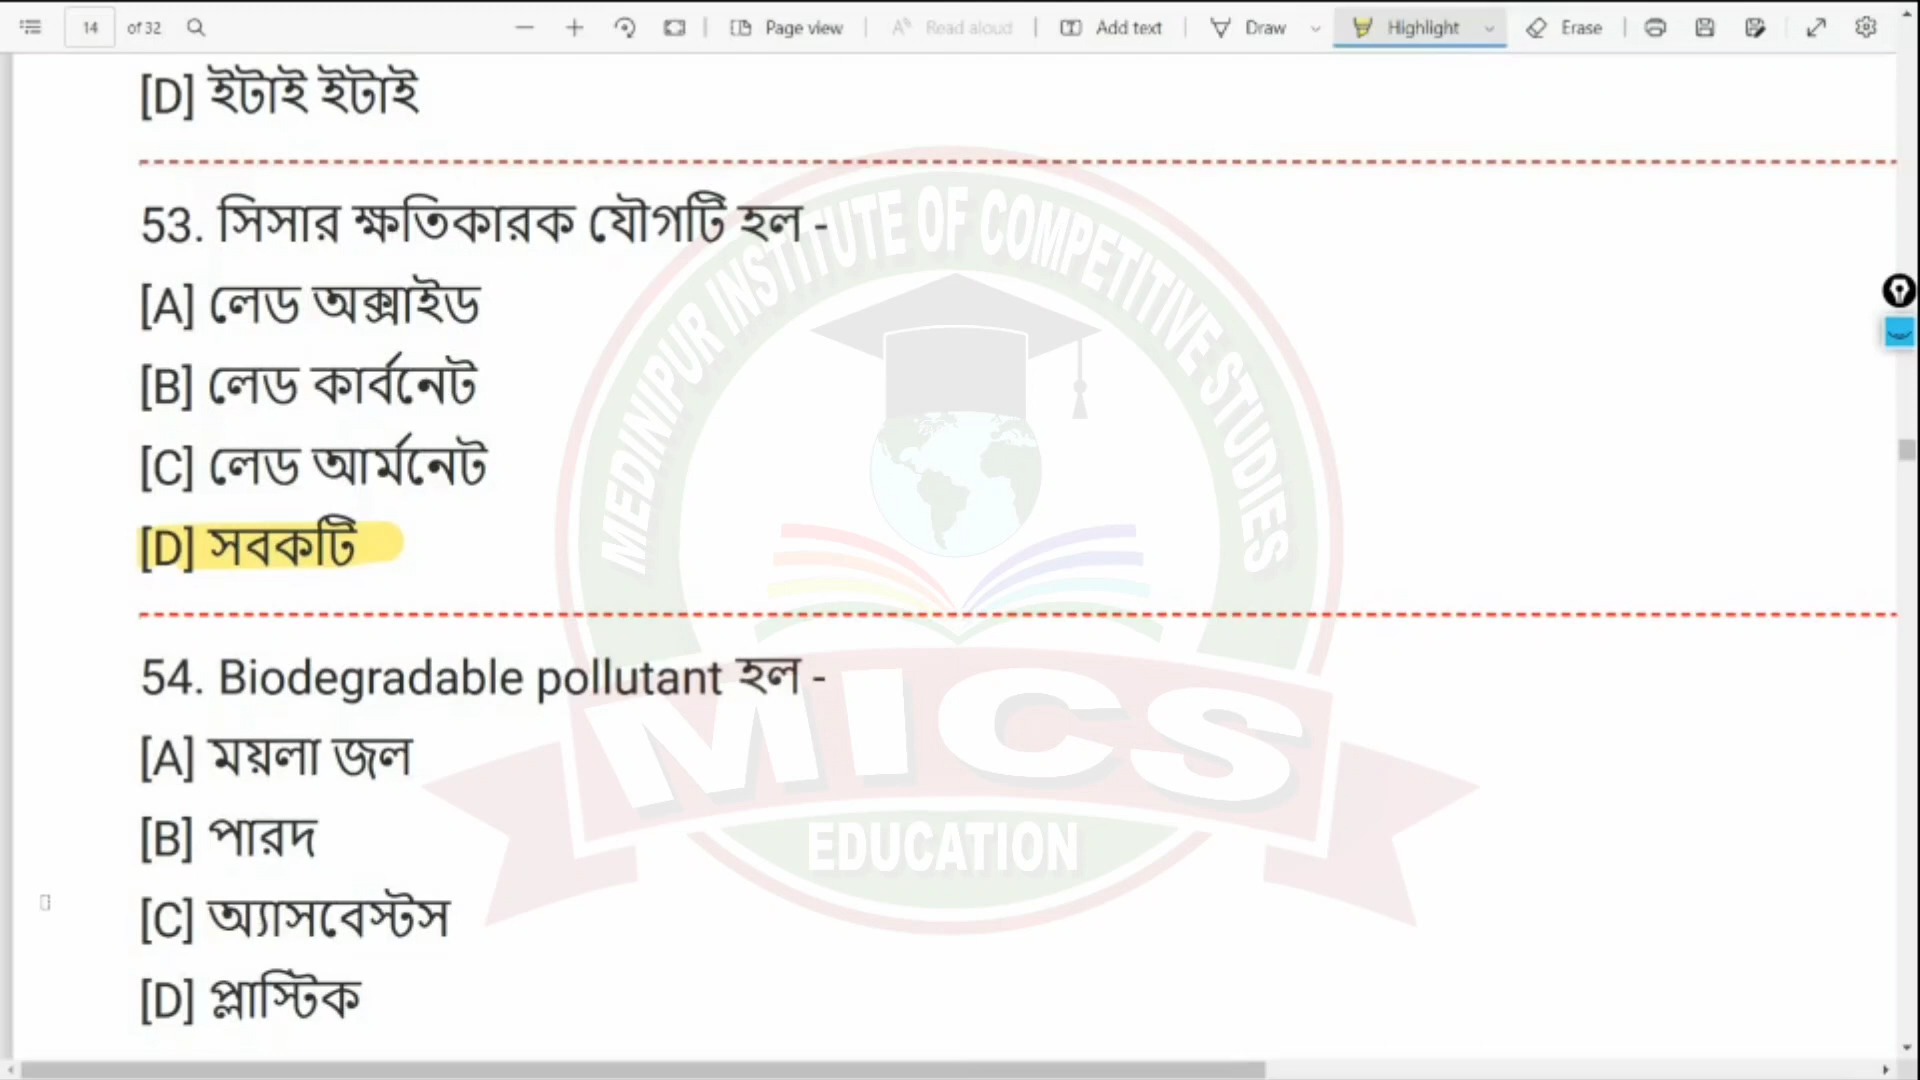 14 of 32 Page view Read aloud Add text Draw Highlight Erase
[D] ইটাই ইটাই
53. সিসার ক্ষতিকারক যৌগটি হল -
[A] লেড অক্সাইড
[B] লেড কার্বনেট
[C] লেড আর্মনেট
[D] সবকটি
54. Biodegradable pollutant হল -
[A] ময়লা জল
[B] পারদ
[C] অ্যাসবেস্টস
[D] প্লাস্টিক
MEDINIPUR INSTITUTE OF COMPETITIVE STUDIES
MICS
EDUCATION